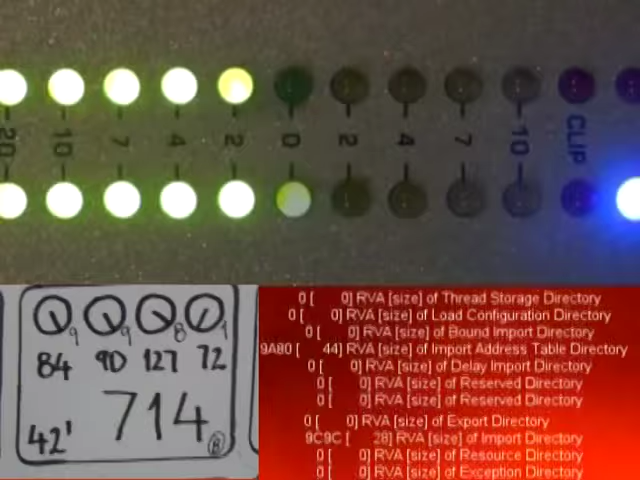 20 10 7 4 2 0 2 4 7 10 CLIP
9 9 8 1
84 90 127 72
714
42' B
0 [ 0] RVA [size] of Thread Storage Directory
0 [ 0] RVA [size] of Load Configuration Directory
0 [ 0] RVA [size] of Bound Import Directory
9A80 [ 44] RVA [size] of Import Address Table Directory
0 [ 0] RVA [size] of Delay Import Directory
0 [ 0] RVA [size] of Reserved Directory
0 [ 0] RVA [size] of Reserved Directory
0 [ 0] RVA [size] of Export Directory
9C9C [ 28] RVA [size] of Import Directory
0 [ 0] RVA [size] of Resource Directory
0 [ 0] RVA [size] of Exception Directory